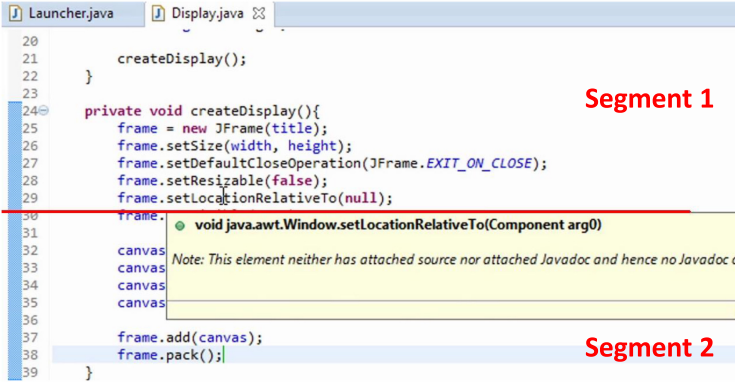 Launcher.java
Display.java
20
21 createDisplay();
22 }
23
Segment 1
24 private void createDisplay(){
25 frame = new JFrame(title);
26 frame.setSize(width, height);
27 frame.setDefaultCloseOperation(JFrame.EXIT_ON_CLOSE);
28 frame.setResizable(false);
29 frame.setLocationRelativeTo(null);
30 frame.
void java.awt.Window.setLocationRelativeTo(Component arg0)
31
32 canvas
Note: This element neither has attached source nor attached Javadoc and hence no Javadoc
33 canvas
34 canvas
35 canvas
36
37 frame.add(canvas);
Segment 2
38 frame.pack();
39 }